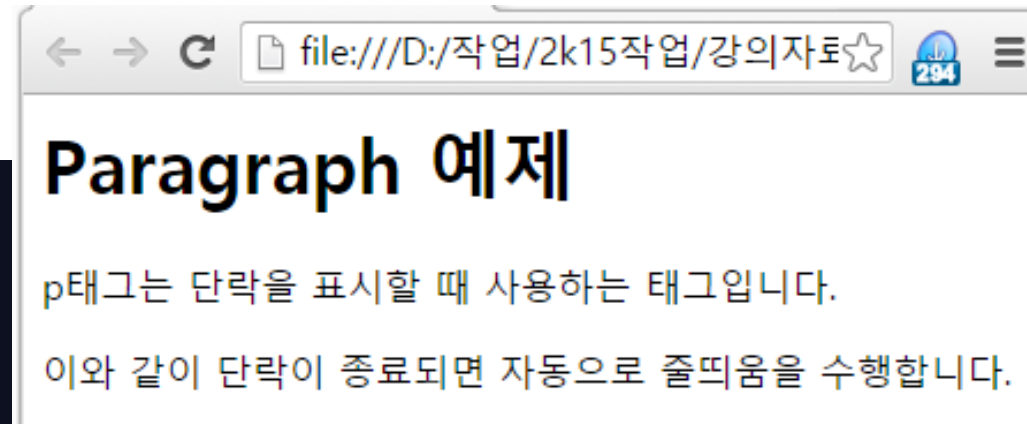 file:///D:/작업/2k15작업/강의자료
294
Paragraph 예제
p태그는 단락을 표시할 때 사용하는 태그입니다.
이와 같이 단락이 종료되면 자동으로 줄띄움을 수행합니다.